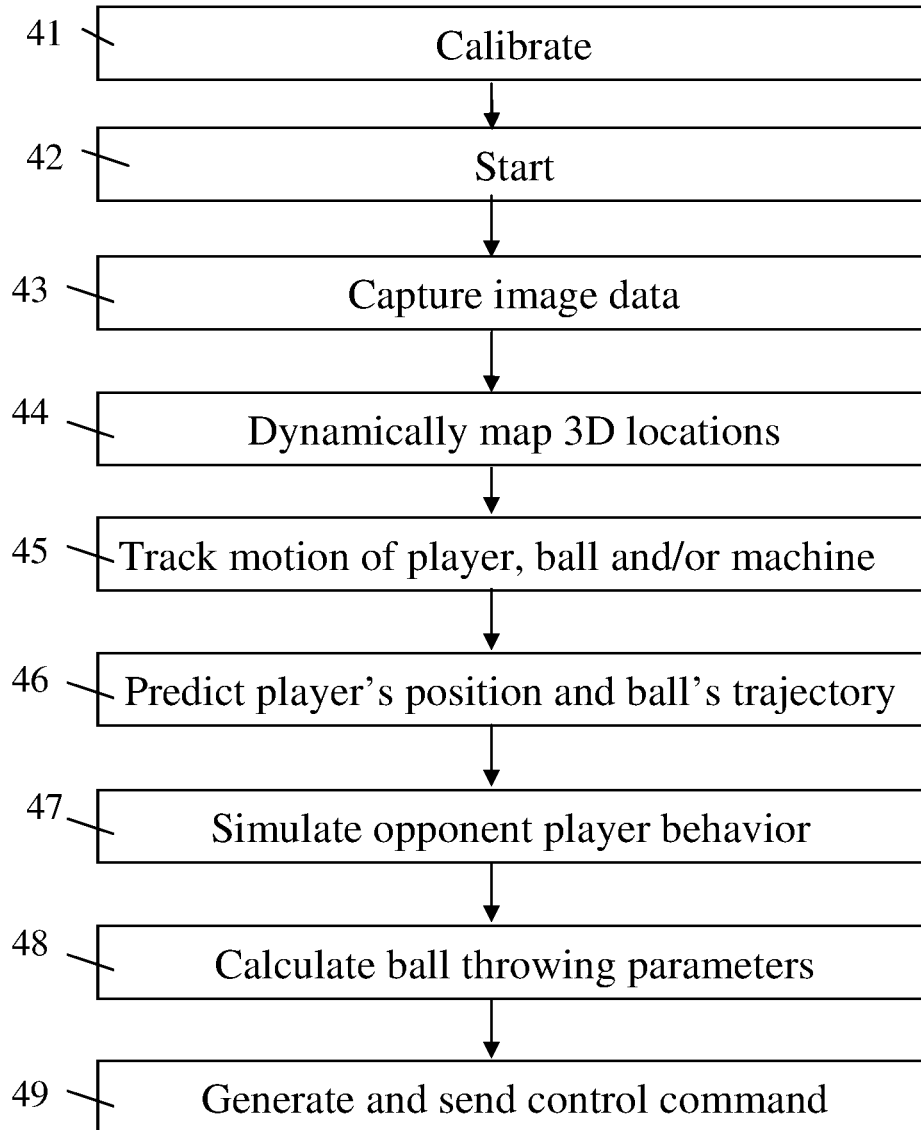 41
Calibrate
42
Start
43
Capture image data
44
Dynamically map 3D locations
45
Track motion of player, ball and/or machine
46
Predict player’s position and ball’s trajectory
47
Simulate opponent player behavior
48
Calculate ball throwing parameters
49
Generate and send control command